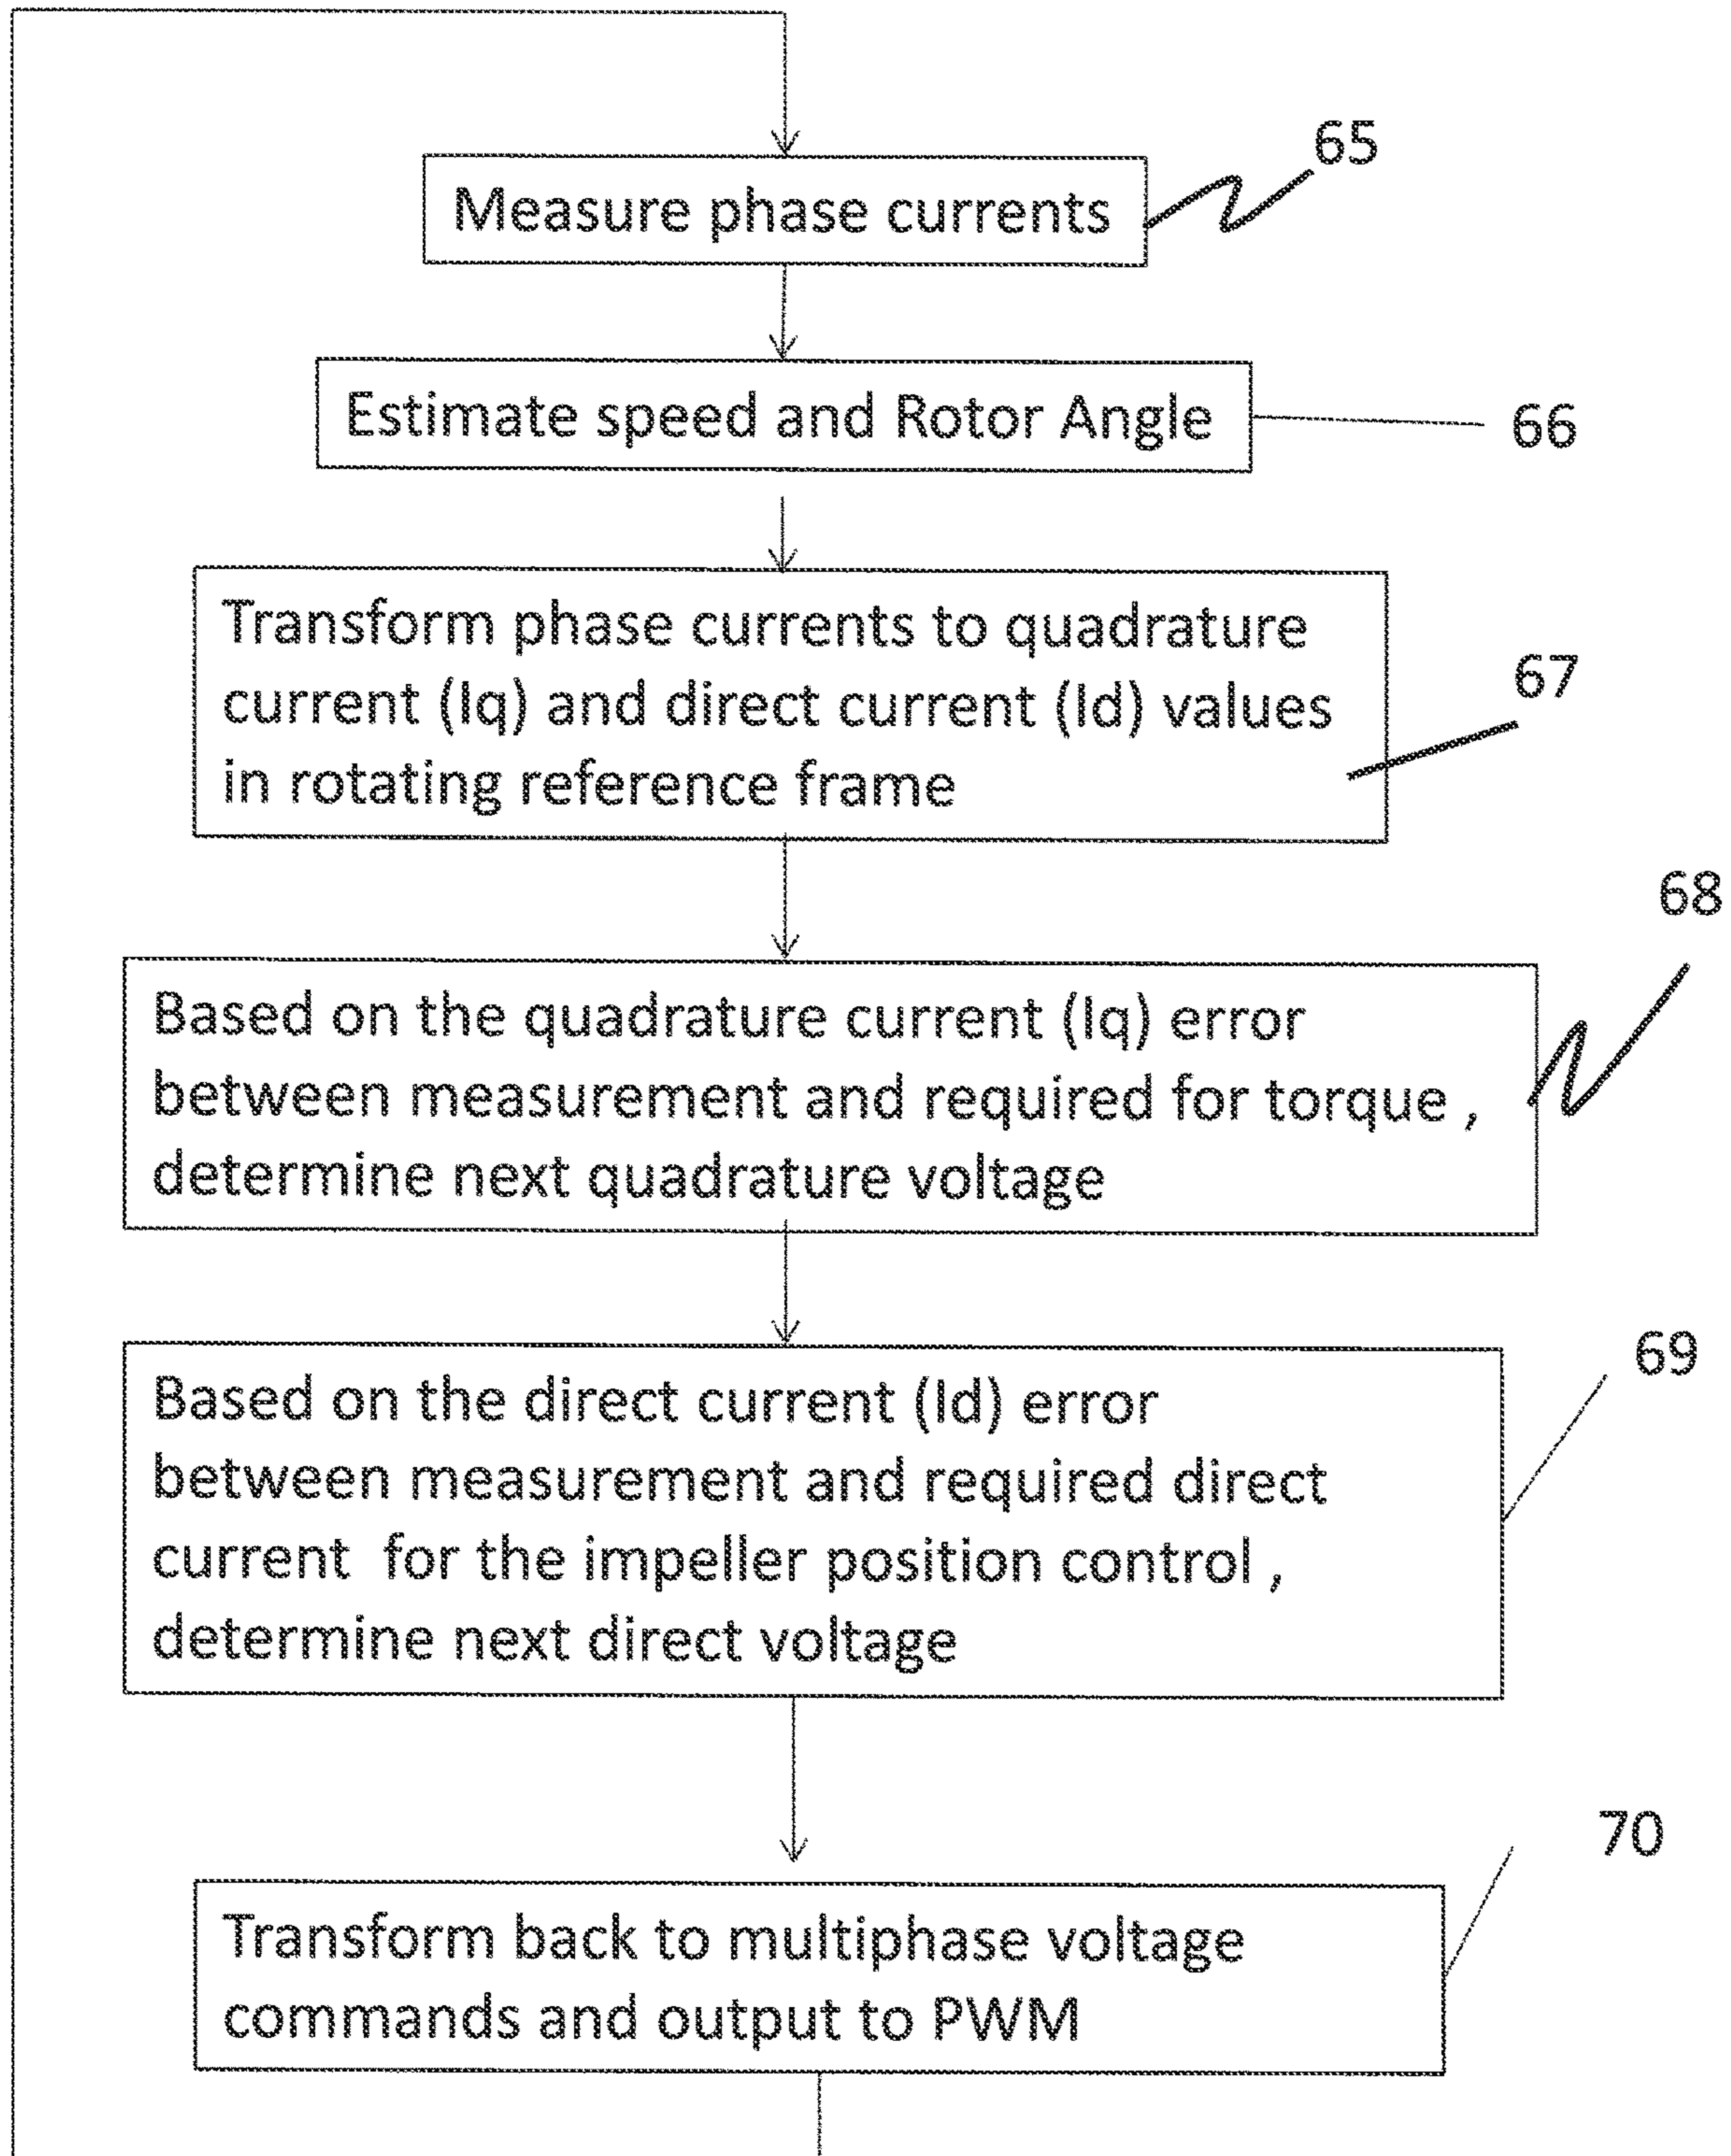 65
Measure phase currents
Estimate speed and Rotor Angle
66
Transform phase currents to quadrature
current (Iq) and direct current (Id) values
in rotating reference frame
67
68
Based on the quadrature current (Iq) error
between measurement and required for torque ,
determine next quadrature voltage
69
Based on the direct current (Id) error
between measurement and required direct
current for the impeller position control ,
determine next direct voltage
70
Transform back to multiphase voltage
commands and output to PWM